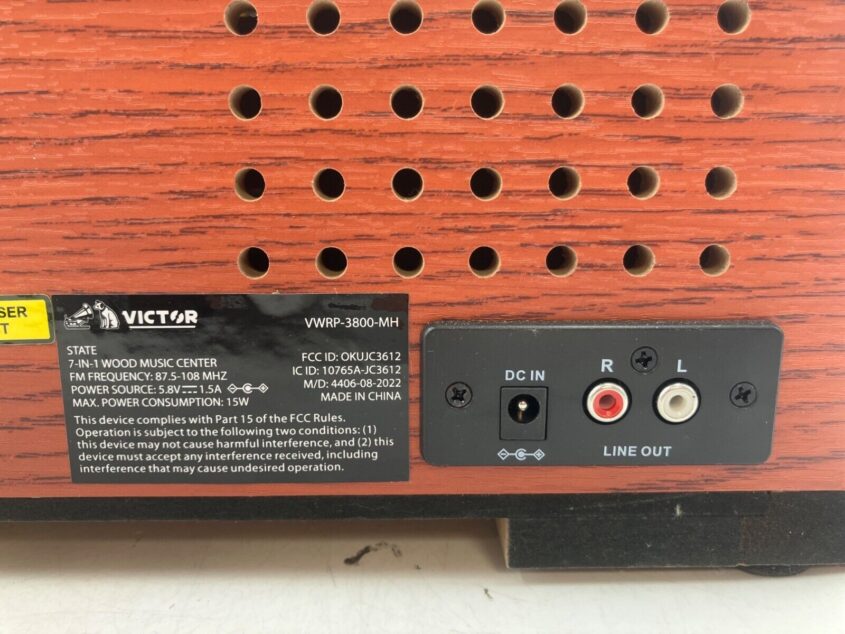 SER
T
VICTOR
VWRP-3800-MH
STATE
7-IN-1 WOOD MUSIC CENTER
FM FREQUENCY: 87.5-108 MHZ
POWER SOURCE: 5.8V⎓1.5A
MAX. POWER CONSUMPTION: 15W
FCC ID: OKUJC3612
IC ID: 10765A-JC3612
M/D: 4406-08-2022
MADE IN CHINA
This device complies with Part 15 of the FCC Rules.
Operation is subject to the following two conditions: (1)
this device may not cause harmful interference, and (2) this
device must accept any interference received, including
interference that may cause undesired operation.
DC IN
R
L
LINE OUT